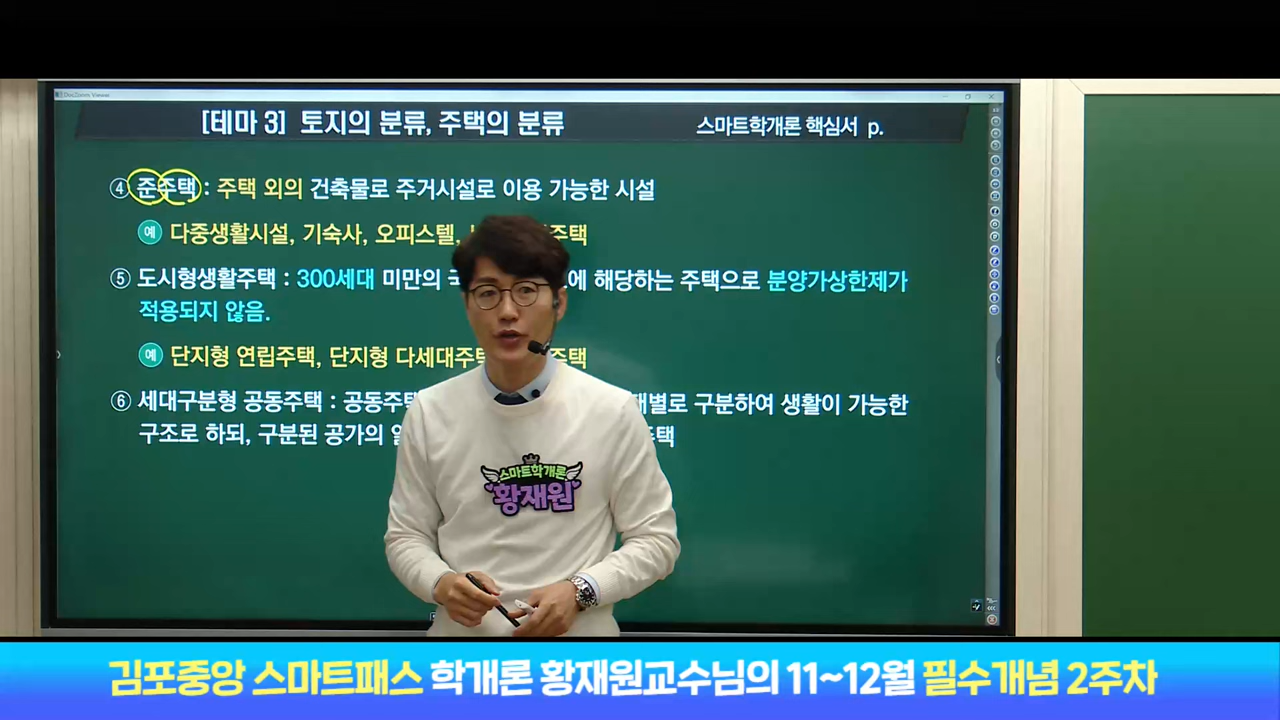 DocZoom Viewer
[테마 3] 토지의 분류, 주택의 분류
스마트학개론 핵심서 p.
④ 준주택 : 주택 외의 건축물로 주거시설로 이용 가능한 시설
예 다중생활시설, 기숙사, 오피스텔, 주택
⑤ 도시형생활주택 : 300세대 미만의 에 해당하는 주택으로 분양가상한제가
적용되지 않음.
예 단지형 연립주택, 단지형 다세대주택 주택
⑥ 세대구분형 공동주택 : 공동주택 구분하여 생활이 가능한
구조로 하되, 구분된 공가의
스마트학개론
황재원
김포중앙 스마트패스 학개론 황재원교수님의 11~12월 필수개념 2주차